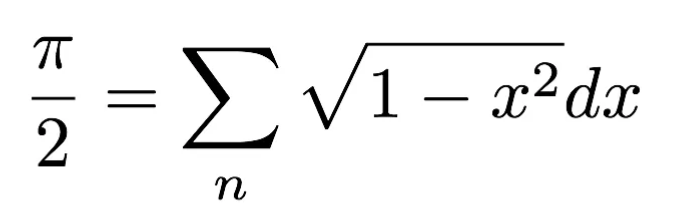 π/2 = ∑_n √(1 − x²)dx